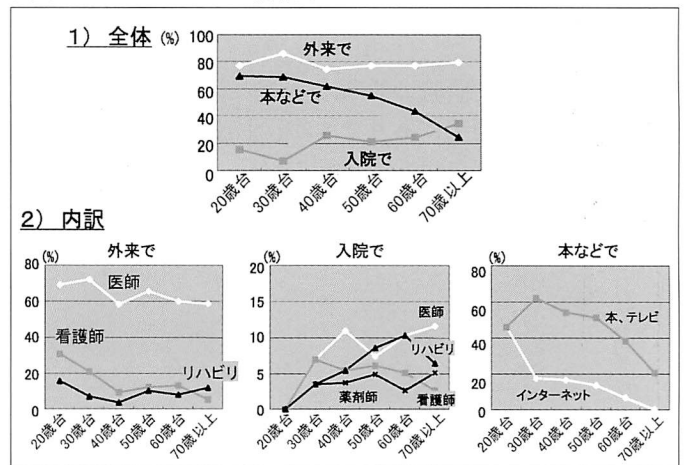 1) 全体 (%)
100
80
60
40
20
0
外来で
本などで
入院で
20歳台 30歳台 40歳台 50歳台 60歳台 70歳以上
2) 内訳
外来で
(%)
80
60
40
20
0
医師
看護師
リハビリ
20歳台 30歳台 40歳台 50歳台 60歳台 70歳以上
入院で
(%)
20
15
10
5
0
医師
リハビリ
薬剤師
看護師
20歳台 30歳台 40歳台 50歳台 60歳台 70歳以上
本などで
(%)
80
60
40
20
0
本、テレビ
インターネット
20歳台 30歳台 40歳台 50歳台 60歳台 70歳以上